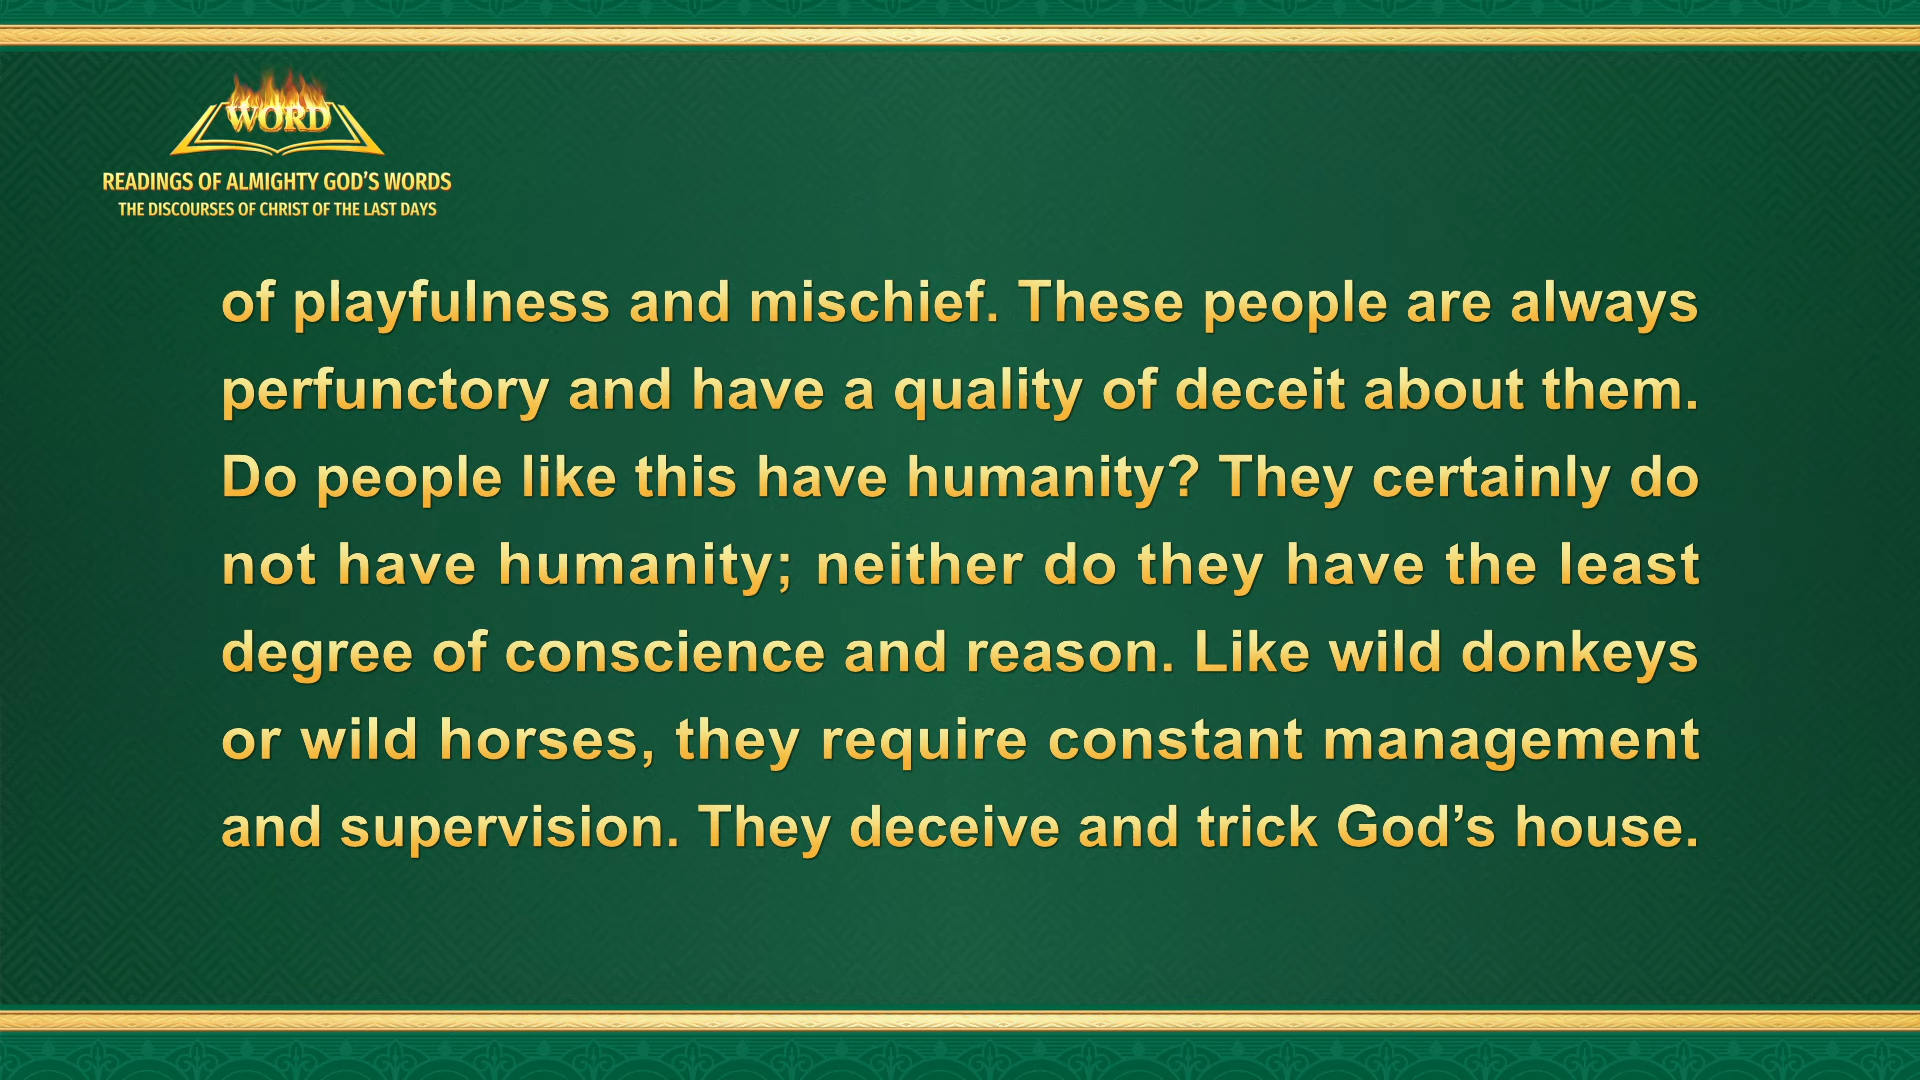 WORD
READINGS OF ALMIGHTY GOD’S WORDS
THE DISCOURSES OF CHRIST OF THE LAST DAYS
of playfulness and mischief. These people are always
perfunctory and have a quality of deceit about them.
Do people like this have humanity? They certainly do
not have humanity; neither do they have the least
degree of conscience and reason. Like wild donkeys
or wild horses, they require constant management
and supervision. They deceive and trick God’s house.